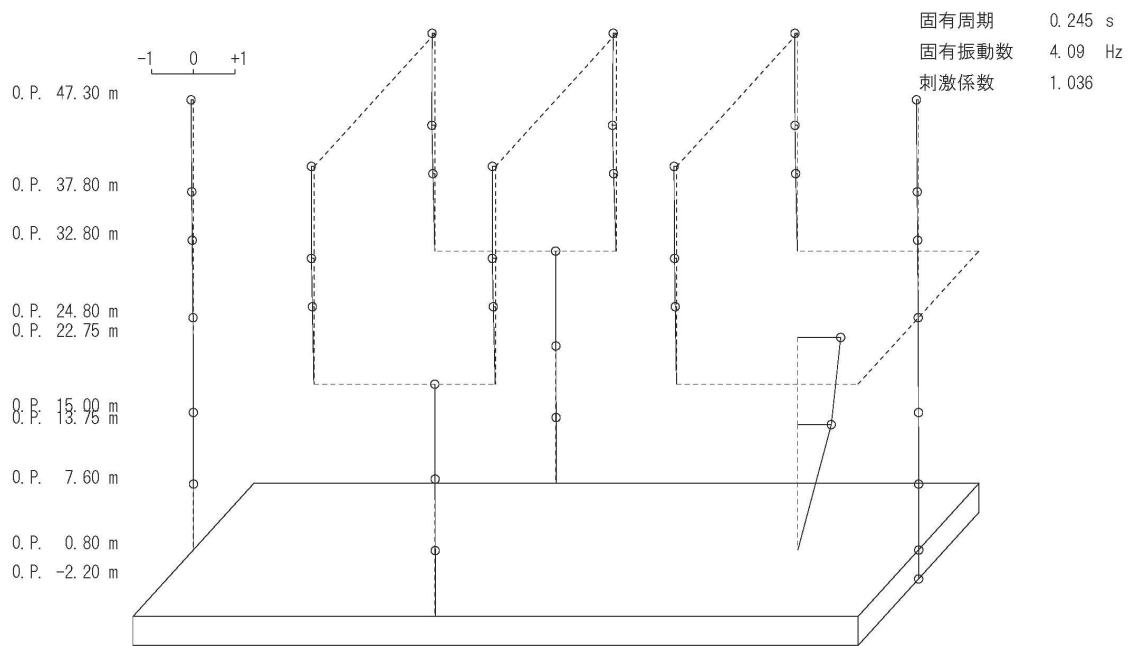 固有周期 0.245 s
固有振動数 4.09 Hz
刺激係数 1.036
-1 0 +1
O.P. 47.30 m
O.P. 37.80 m
O.P. 32.80 m
O.P. 24.80 m
O.P. 22.75 m
O.P. 15.00 m
O.P. 13.75 m
O.P. 7.60 m
O.P. 0.80 m
O.P. -2.20 m